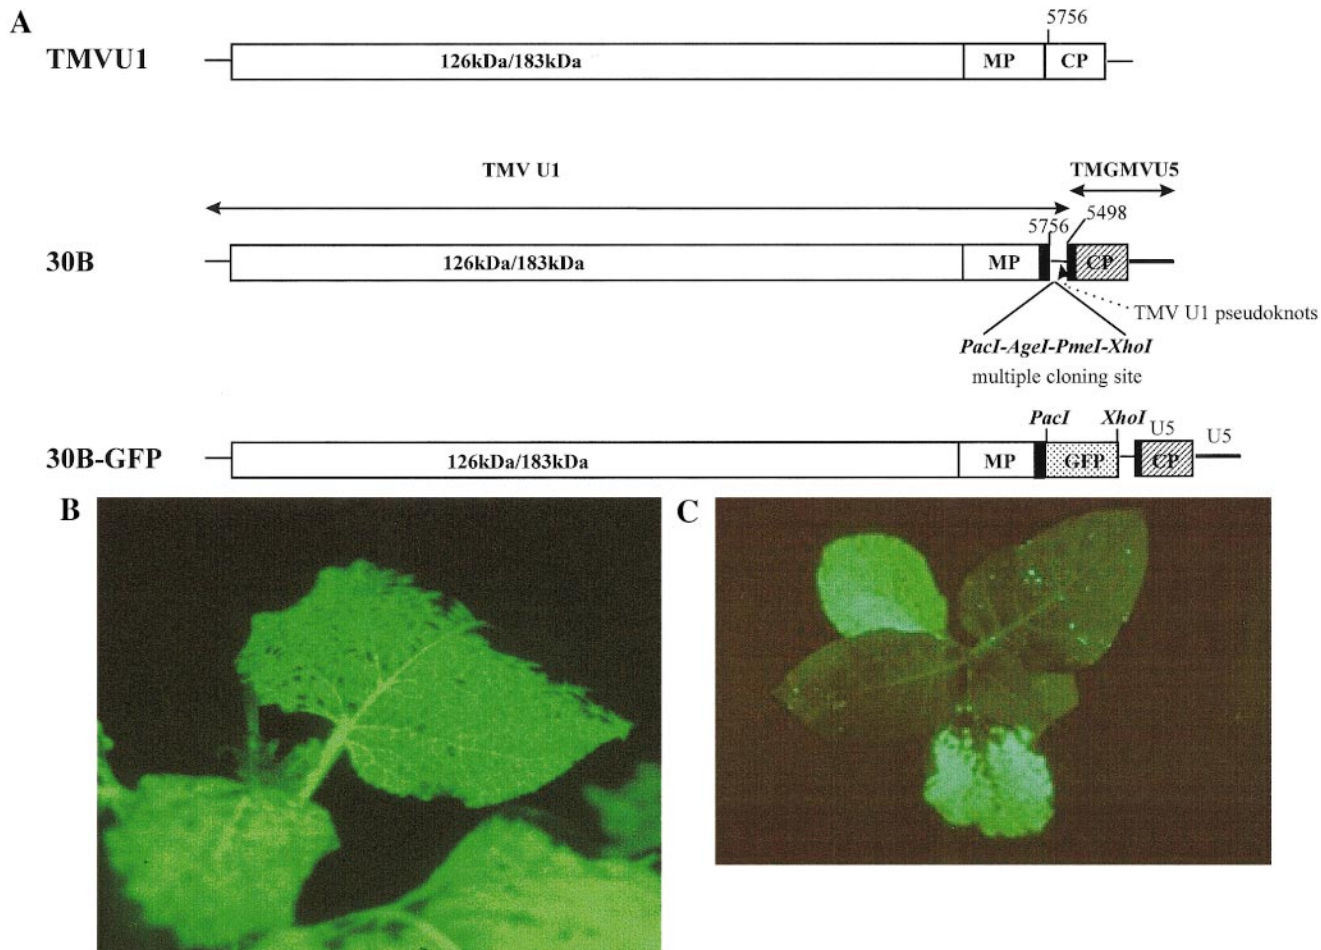 A
5756
TMVU1
126kDa/183kDa
MP
CP
TMV U1
TMGMVU5
5756
5498
30B
126kDa/183kDa
MP
CP
TMV U1 pseudoknots
PacI-AgeI-PmeI-XhoI
multiple cloning site
PacI
XhoI
U5
U5
30B-GFP
126kDa/183kDa
MP
GFP
CP
B
C